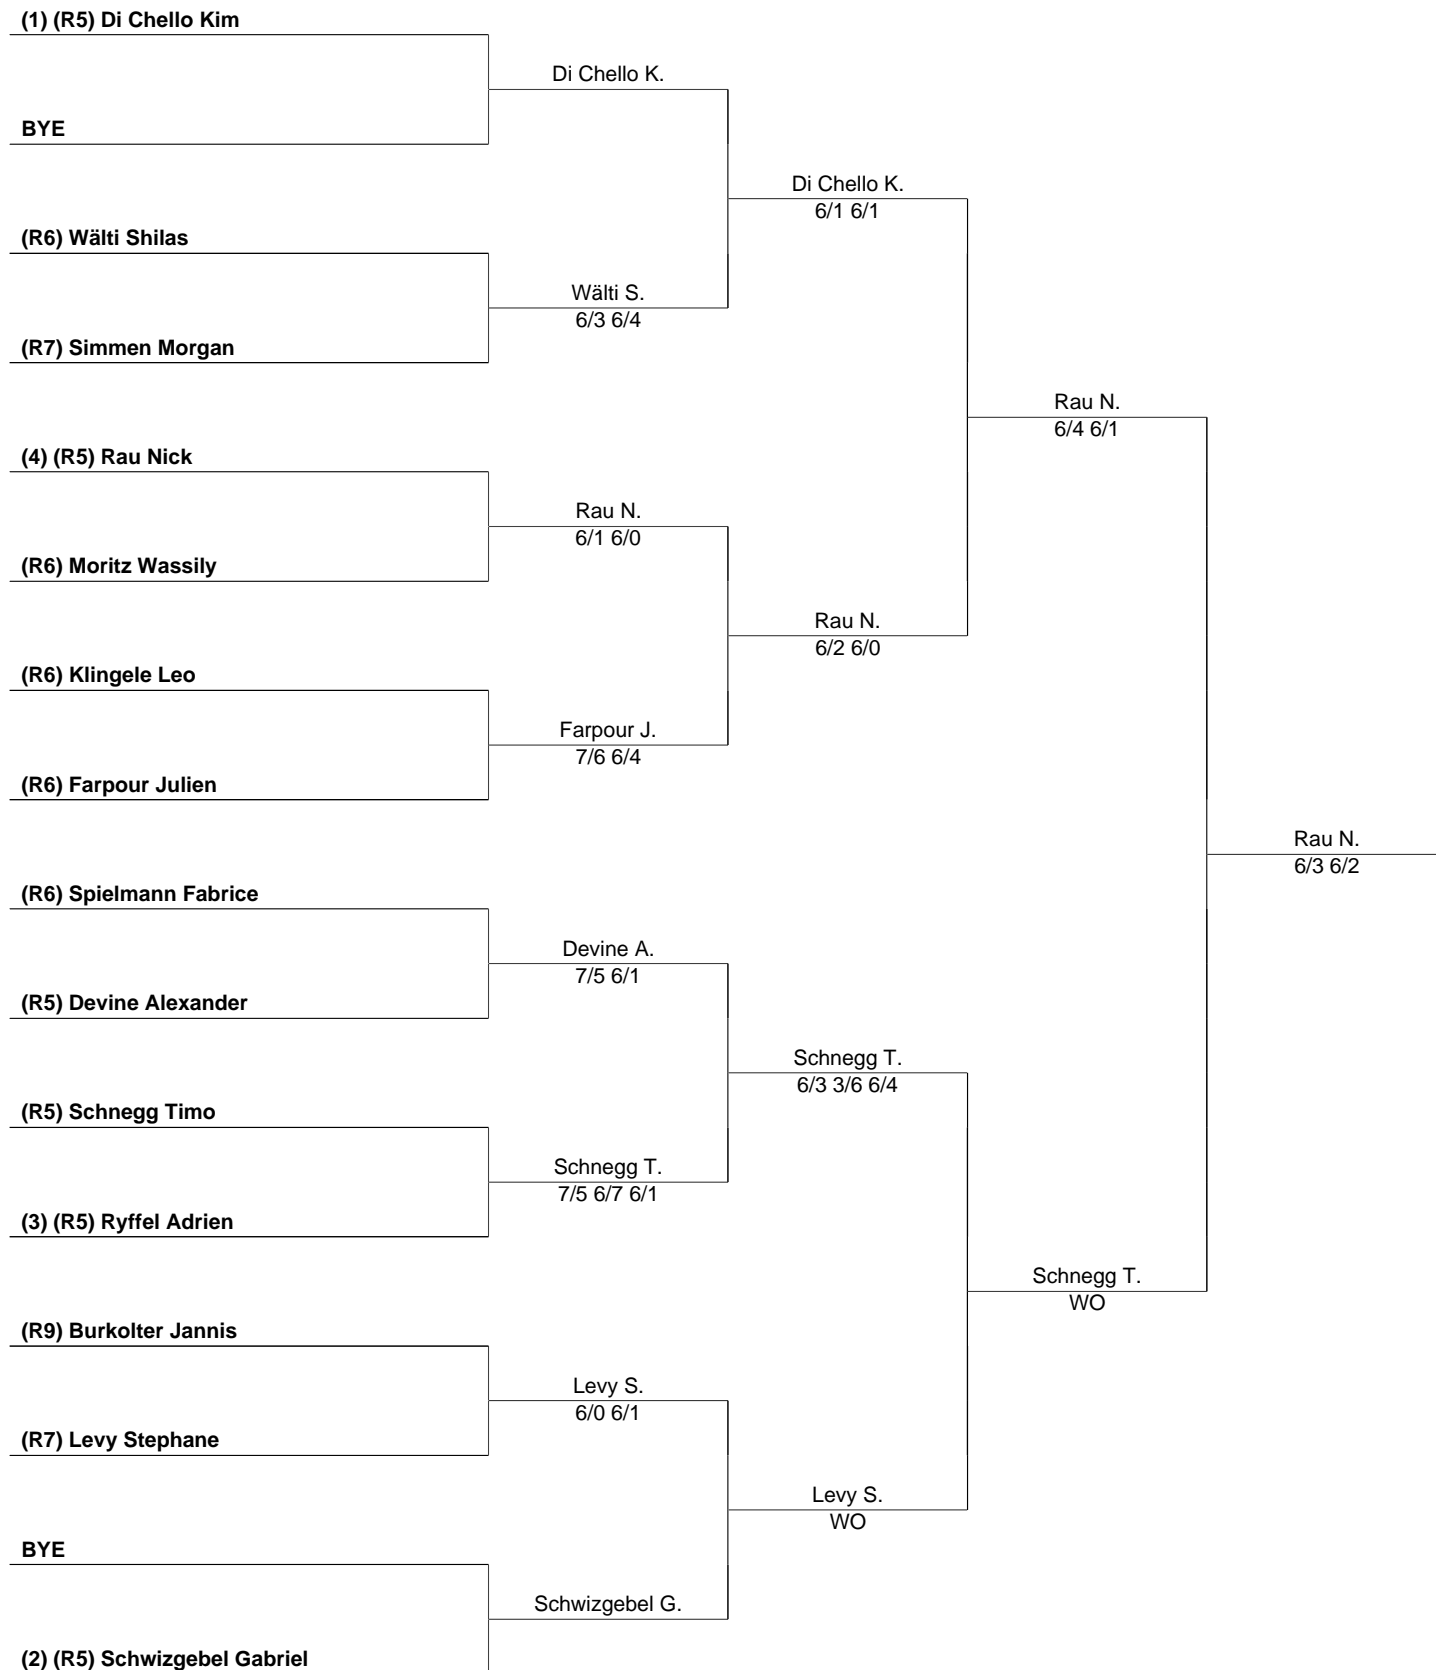 (1) (R5) Di Chello Kim
Di Chello K.
BYE
Di Chello K.
6/1 6/1
(R6) Wälti Shilas
Wälti S.
6/3 6/4
(R7) Simmen Morgan
Rau N.
6/4 6/1
(4) (R5) Rau Nick
Rau N.
6/1 6/0
(R6) Moritz Wassily
Rau N.
6/2 6/0
(R6) Klingele Leo
Farpour J.
7/6 6/4
(R6) Farpour Julien
Rau N.
6/3 6/2
(R6) Spielmann Fabrice
Devine A.
7/5 6/1
(R5) Devine Alexander
Schnegg T.
6/3 3/6 6/4
(R5) Schnegg Timo
Schnegg T.
7/5 6/7 6/1
(3) (R5) Ryffel Adrien
Schnegg T.
WO
(R9) Burkolter Jannis
Levy S.
6/0 6/1
(R7) Levy Stephane
Levy S.
WO
BYE
Schwizgebel G.
(2) (R5) Schwizgebel Gabriel